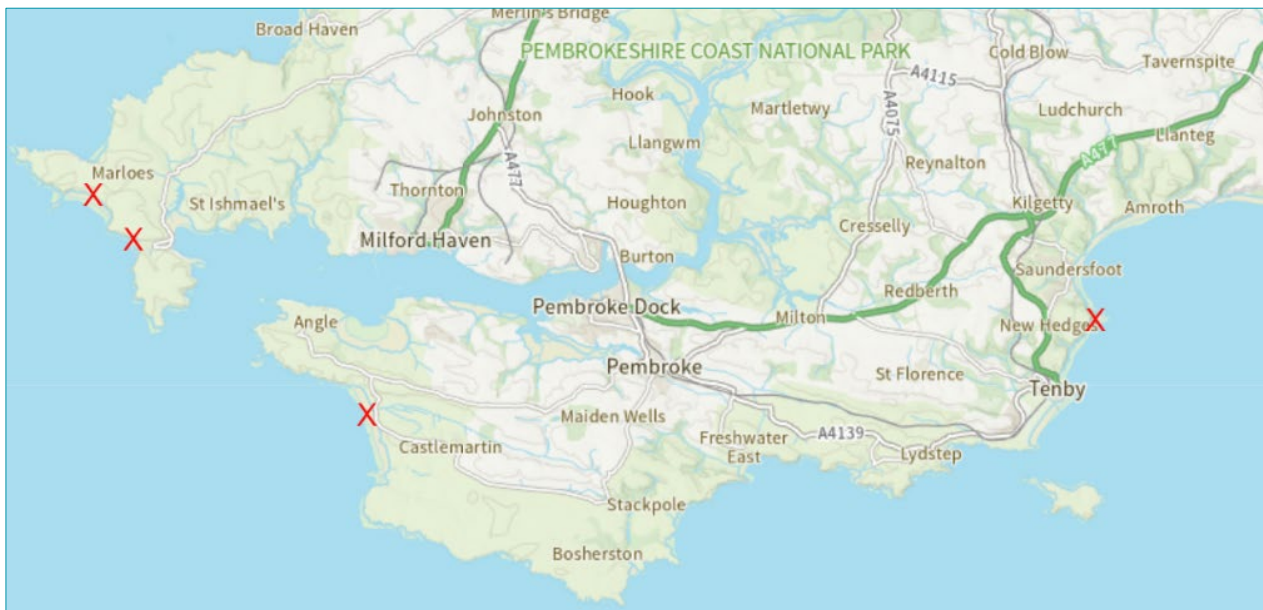 Merlin's Bridge
Broad Haven
PEMBROKESHIRE COAST NATIONAL PARK
Cold Blow
Tavernspite
A4115
Hook
Johnston
Martletwy
A4075
Ludchurch
Llanteg
Llangwm
A477
A477
Reynalton
Marloes
Thornton
St Ishmael's
Houghton
Kilgetty
Amroth
Cresselly
Milford Haven
Burton
Saundersfoot
Redberth
Pembroke Dock
Milton
Angle
New Hedges
X
X
X
X
Pembroke
St Florence
Tenby
Maiden Wells
Castlemartin
Freshwater
East
A4139
Lydstep
Stackpole
Bosherston